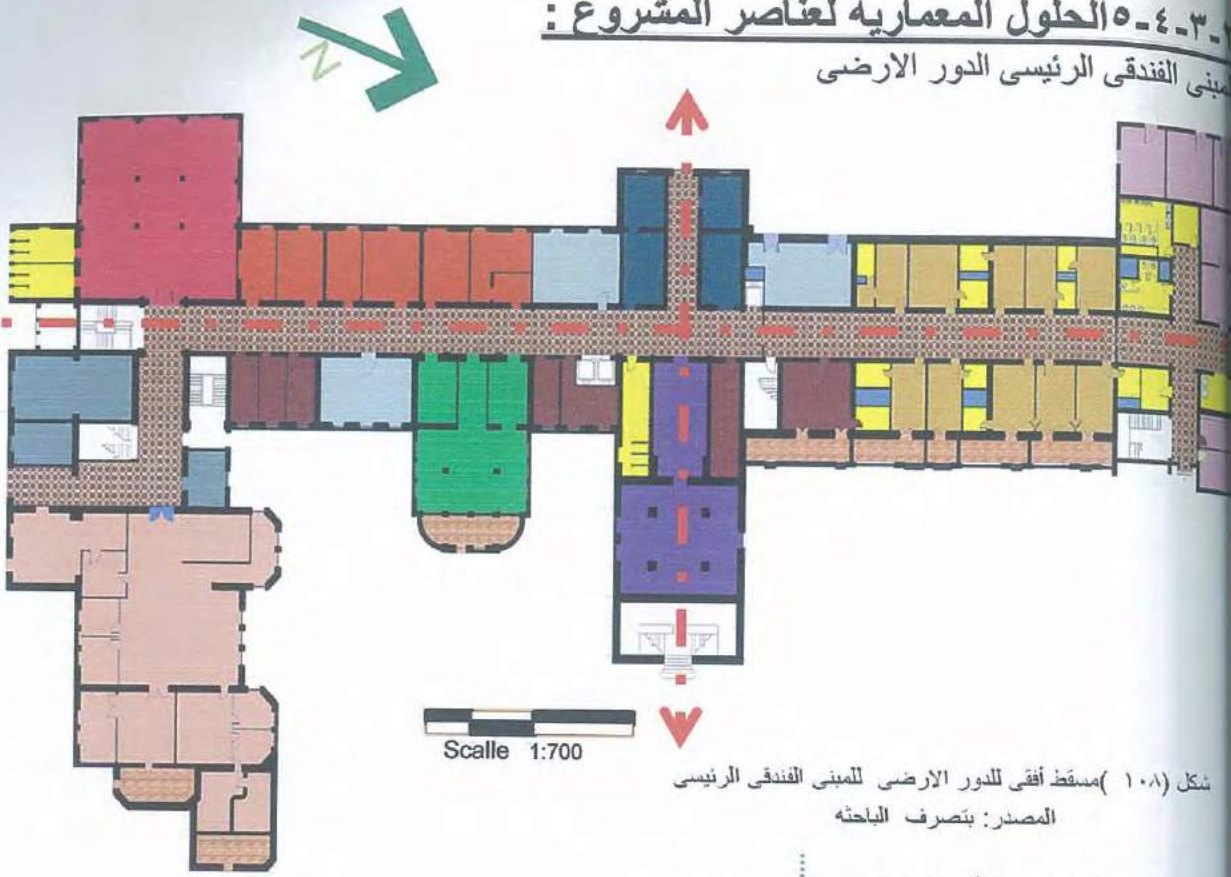 -٣-٤-٥ الحلول المعمارية لعناصر المشروع :
المبنى الفندقى الرئيسى الدور الارضى
N
Scalle 1:700
شكل (١٠٨ )مسقط أفقى للدور الارضى للمبنى الفندقى الرئيسى
المصدر: بتصرف الباحثه